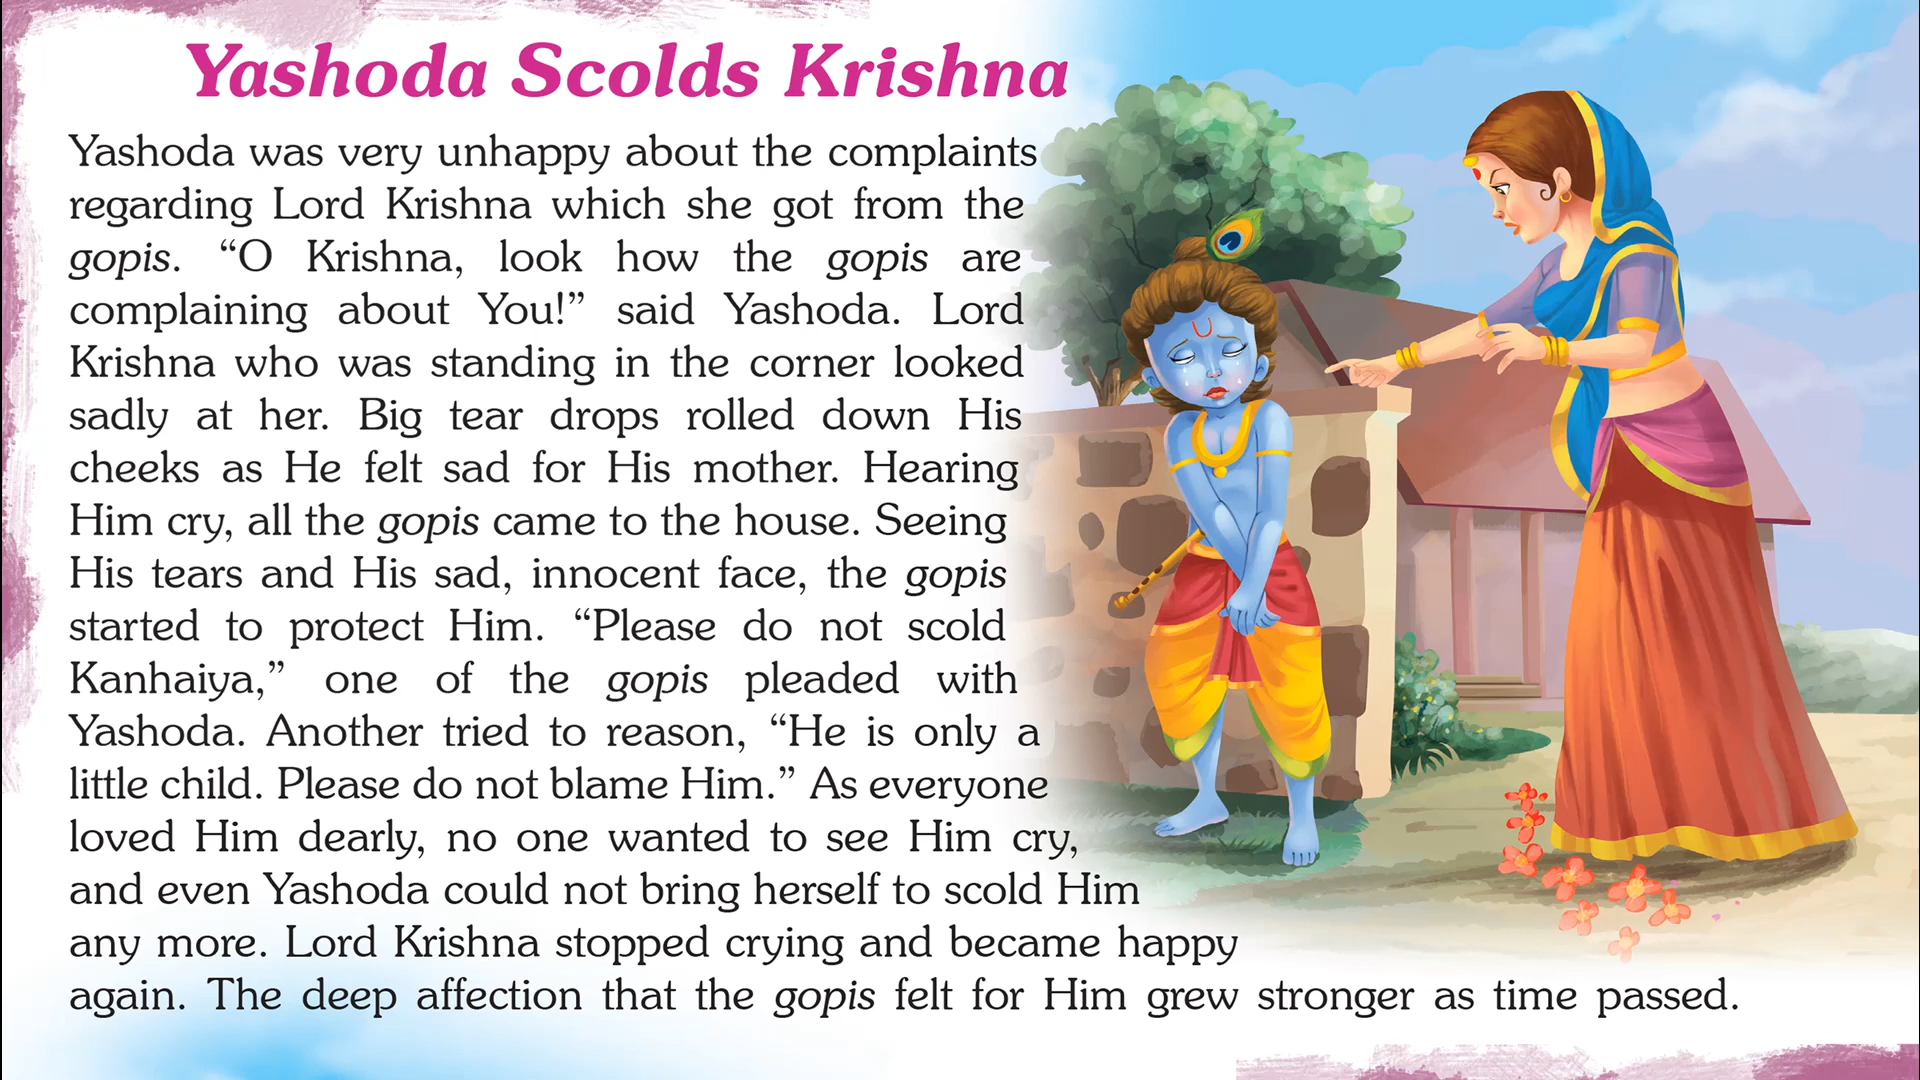 Yashoda Scolds Krishna
Yashoda was very unhappy about the complaints
regarding Lord Krishna which she got from the
gopis. “O Krishna, look how the gopis are
complaining about You!” said Yashoda. Lord
Krishna who was standing in the corner looked
sadly at her. Big tear drops rolled down His
cheeks as He felt sad for His mother. Hearing
Him cry, all the gopis came to the house. Seeing
His tears and His sad, innocent face, the gopis
started to protect Him. “Please do not scold
Kanhaiya,” one of the gopis pleaded with
Yashoda. Another tried to reason, “He is only a
little child. Please do not blame Him.” As everyone
loved Him dearly, no one wanted to see Him cry,
and even Yashoda could not bring herself to scold Him
any more. Lord Krishna stopped crying and became happy
again. The deep affection that the gopis felt for Him grew stronger as time passed.